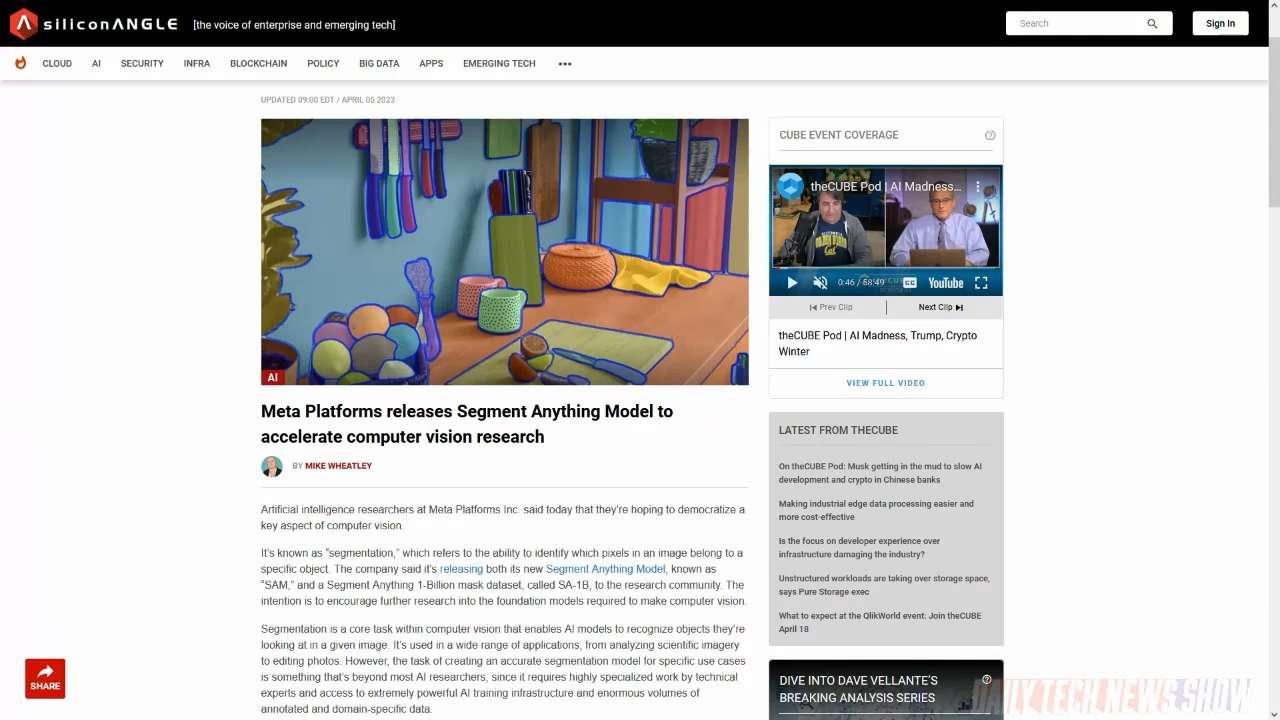 siliconANGLE
[the voice of enterprise and emerging tech]
Search
Sign In
CLOUD
AI
SECURITY
INFRA
BLOCKCHAIN
POLICY
BIG DATA
APPS
EMERGING TECH
UPDATED 09:00 EDT / APRIL 05 2023
AI
Meta Platforms releases Segment Anything Model to
accelerate computer vision research
BY MIKE WHEATLEY
Artificial intelligence researchers at Meta Platforms Inc. said today that they're hoping to democratize a
key aspect of computer vision.
It's known as "segmentation," which refers to the ability to identify which pixels in an image belong to a
specific object. The company said it's releasing both its new Segment Anything Model, known as
"SAM," and a Segment Anything 1-Billion mask dataset, called SA-1B, to the research community. The
intention is to encourage further research into the foundation models required to make computer vision.
Segmentation is a core task within computer vision that enables AI models to recognize objects they're
looking at in a given image. It's used in a wide range of applications, from analyzing scientific imagery
to editing photos. However, the task of creating an accurate segmentation model for specific use cases
is something that's beyond most AI researchers, since it requires highly specialized work by technical
experts and access to extremely powerful AI training infrastructure and enormous volumes of
annotated and domain-specific data.
SHARE
CUBE EVENT COVERAGE
theCUBE Pod | AI Madness...
0:46 / 58:49
CC
YouTube
Prev Clip
Next Clip
theCUBE Pod | AI Madness, Trump, Crypto
Winter
VIEW FULL VIDEO
LATEST FROM THECUBE
On theCUBE Pod: Musk getting in the mud to slow AI
development and crypto in Chinese banks
Making industrial edge data processing easier and
more cost-effective
Is the focus on developer experience over
infrastructure damaging the industry?
Unstructured workloads are taking over storage space,
says Pure Storage exec
What to expect at the QlikWorld event: Join theCUBE
April 18
DIVE INTO DAVE VELLANTE'S
BREAKING ANALYSIS SERIES
DAILY TECH NEWS SHOW